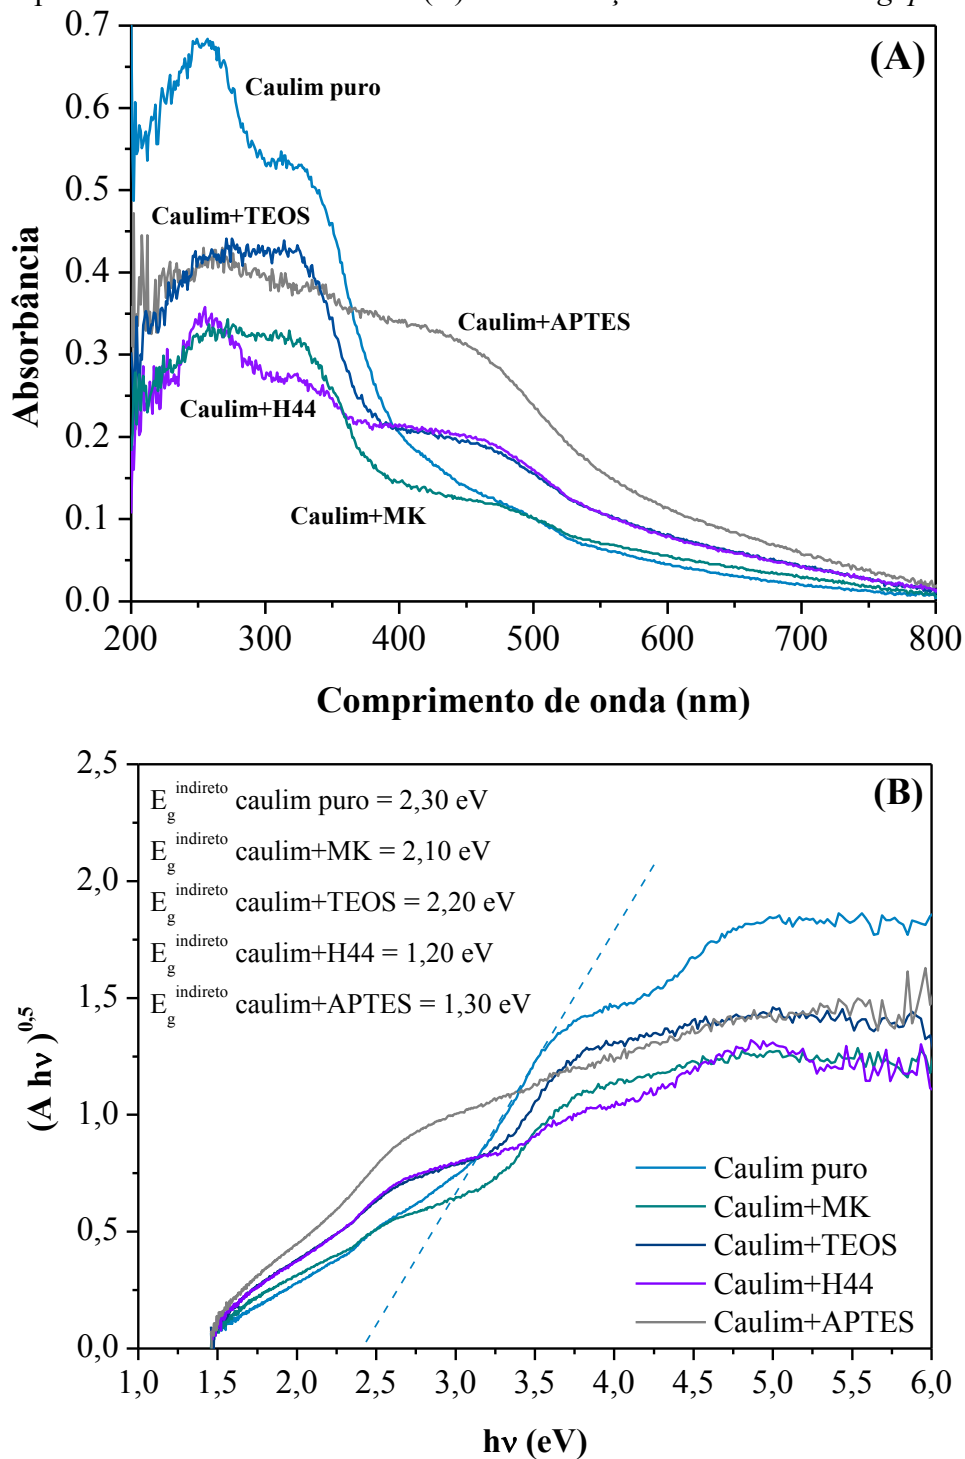 (A)
Caulim puro
Caulim+TEOS
Caulim+APTES
Caulim+H44
Caulim+MK
Absorbância
0.7
0.6
0.5
0.4
0.3
0.2
0.1
0.0
200 300 400 500 600 700 800
Comprimento de onda (nm)
(B)
E_g^indireto caulim puro = 2,30 eV
E_g^indireto caulim+MK = 2,10 eV
E_g^indireto caulim+TEOS = 2,20 eV
E_g^indireto caulim+H44 = 1,20 eV
E_g^indireto caulim+APTES = 1,30 eV
(A hν)^0,5
2,5
2,0
1,5
1,0
0,5
0,0
Caulim puro
Caulim+MK
Caulim+TEOS
Caulim+H44
Caulim+APTES
1,0 1,5 2,0 2,5 3,0 3,5 4,0 4,5 5,0 5,5 6,0
hν (eV)